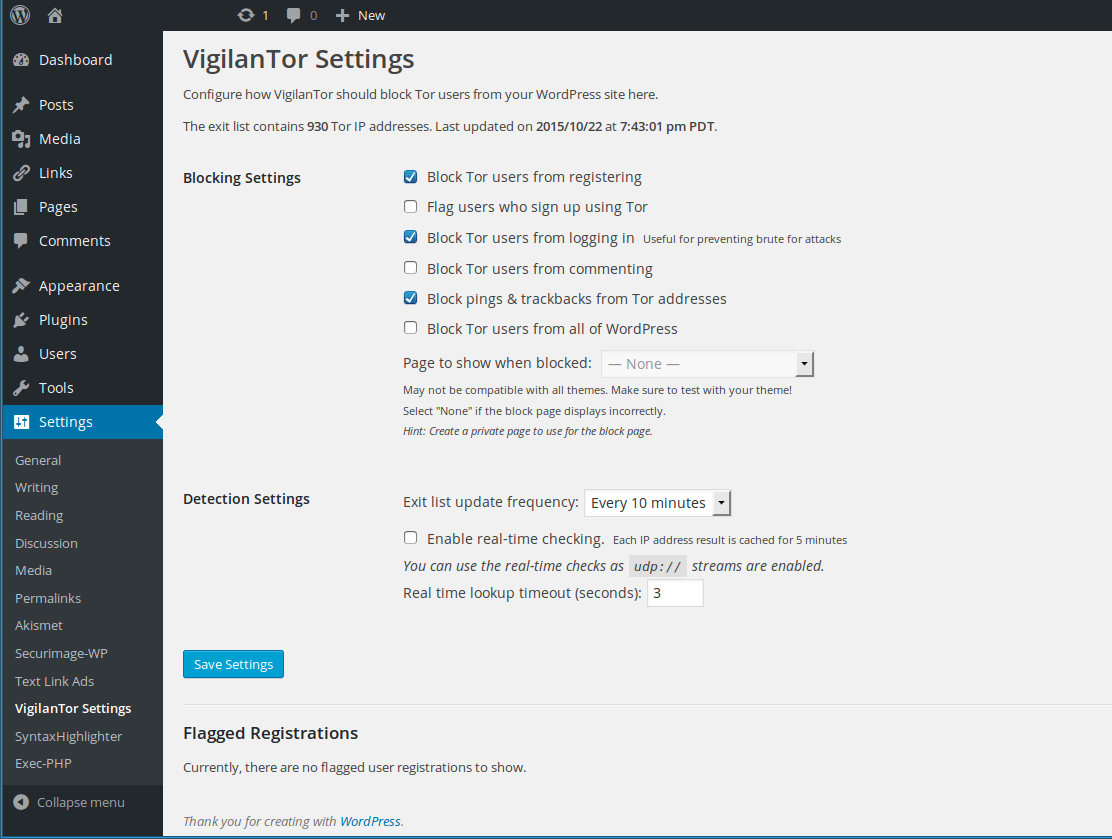 1 0 New
Dashboard
Posts
Media
Links
Pages
Comments
Appearance
Plugins
Users
Tools
Settings
General
Writing
Reading
Discussion
Media
Permalinks
Akismet
Securimage-WP
Text Link Ads
VigilanTor Settings
SyntaxHighlighter
Exec-PHP
Collapse menu
VigilanTor Settings
Configure how VigilanTor should block Tor users from your WordPress site here.
The exit list contains 930 Tor IP addresses. Last updated on 2015/10/22 at 7:43:01 pm PDT.
Blocking Settings
Block Tor users from registering
Flag users who sign up using Tor
Block Tor users from logging in Useful for preventing brute for attacks
Block Tor users from commenting
Block pings & trackbacks from Tor addresses
Block Tor users from all of WordPress
Page to show when blocked: — None —
May not be compatible with all themes. Make sure to test with your theme!
Select "None" if the block page displays incorrectly.
Hint: Create a private page to use for the block page.
Detection Settings
Exit list update frequency: Every 10 minutes
Enable real-time checking. Each IP address result is cached for 5 minutes
You can use the real-time checks as udp:// streams are enabled.
Real time lookup timeout (seconds): 3
Save Settings
Flagged Registrations
Currently, there are no flagged user registrations to show.
Thank you for creating with WordPress.